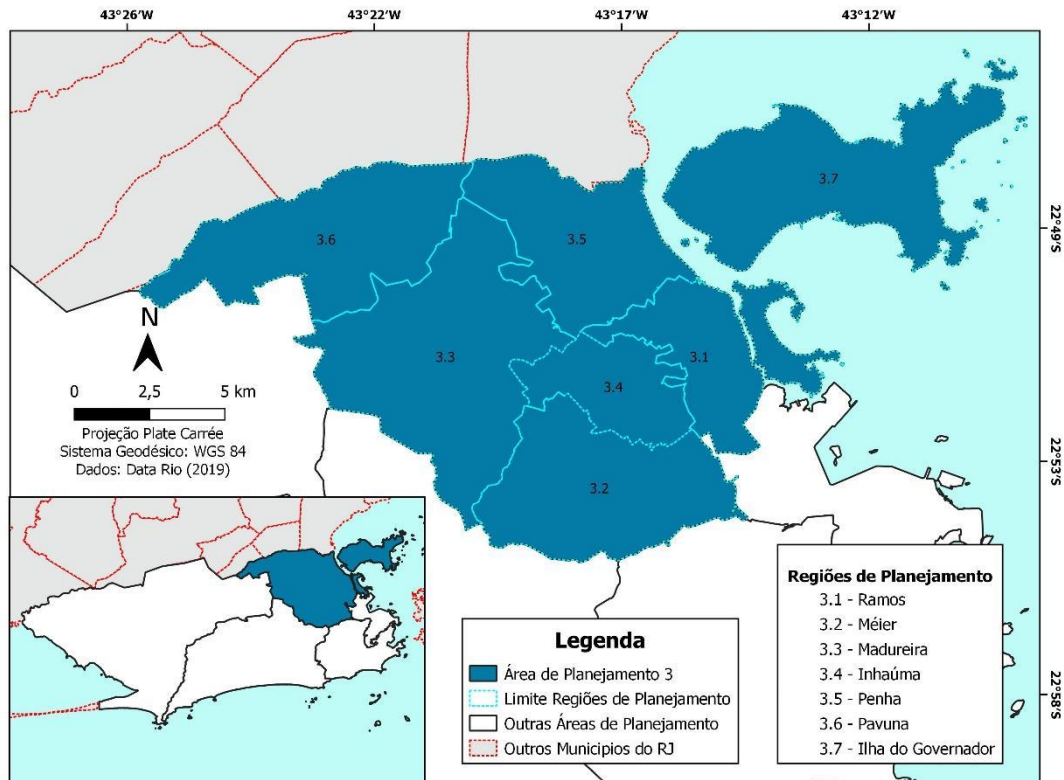 43°26'W 43°22'W 43°17'W 43°12'W
3.7
22°49'S
3.6
3.5
N
3.3
3.1
3.4
0 2,5 5 km
Projeção Plate Carrée
Sistema Geodésico: WGS 84
Dados: Data Rio (2019)
22°53'S
3.2
Legenda
Área de Planejamento 3
Limite Regiões de Planejamento
Outras Áreas de Planejamento
Outros Municipios do RJ
Regiões de Planejamento
3.1 - Ramos
3.2 - Méier
3.3 - Madureira
3.4 - Inhaúma
3.5 - Penha
3.6 - Pavuna
3.7 - Ilha do Governador
22°58'S